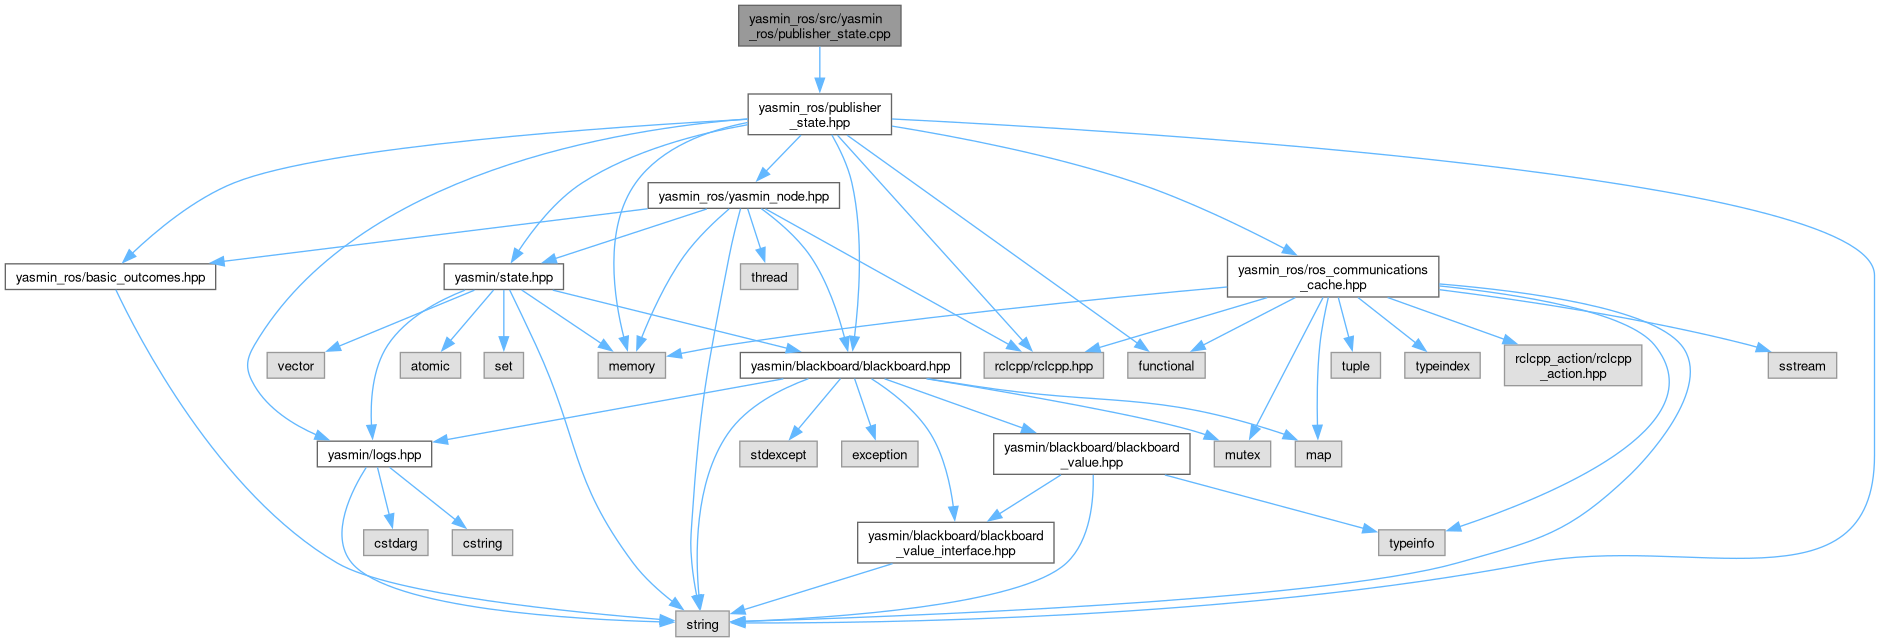 yasmin_ros/src/yasmin
_ros/publisher_state.cpp
yasmin_ros/publisher
_state.hpp
yasmin_ros/yasmin_node.hpp
yasmin_ros/basic_outcomes.hpp
yasmin/state.hpp
thread
yasmin_ros/ros_communications
_cache.hpp
vector
atomic
set
memory
yasmin/blackboard/blackboard.hpp
rclcpp/rclcpp.hpp
functional
tuple
typeindex
rclcpp_action/rclcpp
_action.hpp
sstream
yasmin/logs.hpp
stdexcept
exception
yasmin/blackboard/blackboard
_value.hpp
mutex
map
cstdarg
cstring
yasmin/blackboard/blackboard
_value_interface.hpp
typeinfo
string